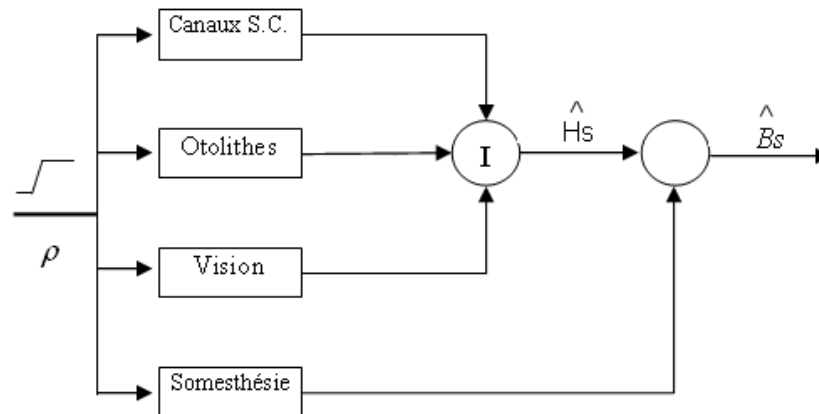 Canaux S.C.
Otolithes
I
^
Hs
^
Bs
ρ
Vision
Somesthésie